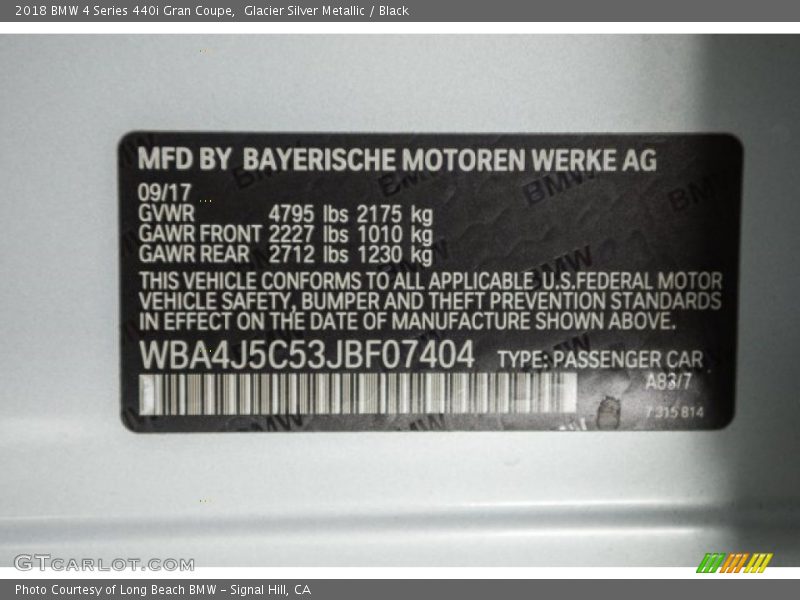 2018 BMW 4 Series 440i Gran Coupe,  Glacier Silver Metallic / Black
MFD BY BAYERISCHE MOTOREN WERKE AG
09/17
GVWR 4795 lbs 2175 kg
GAWR FRONT 2227 lbs 1010 kg
GAWR REAR 2712 lbs 1230 kg
THIS VEHICLE CONFORMS TO ALL APPLICABLE U.S.FEDERAL MOTOR
VEHICLE SAFETY, BUMPER AND THEFT PREVENTION STANDARDS
IN EFFECT ON THE DATE OF MANUFACTURE SHOWN ABOVE.
WBA4J5C53JBF07404 TYPE: PASSENGER CAR
A83/7
7 315 814
GTCARLOT.COM
Photo Courtesy of Long Beach BMW – Signal Hill, CA